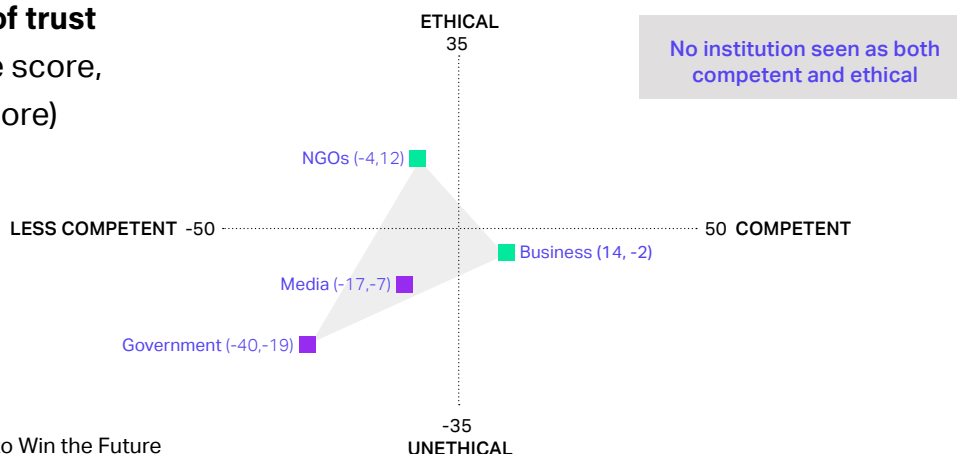 of trust
e score,
ore)
ETHICAL
35
No institution seen as both
competent and ethical
NGOs (-4,12)
LESS COMPETENT -50
50 COMPETENT
Business (14, -2)
Media (-17,-7)
Government (-40,-19)
-35
UNETHICAL
o Win the Future